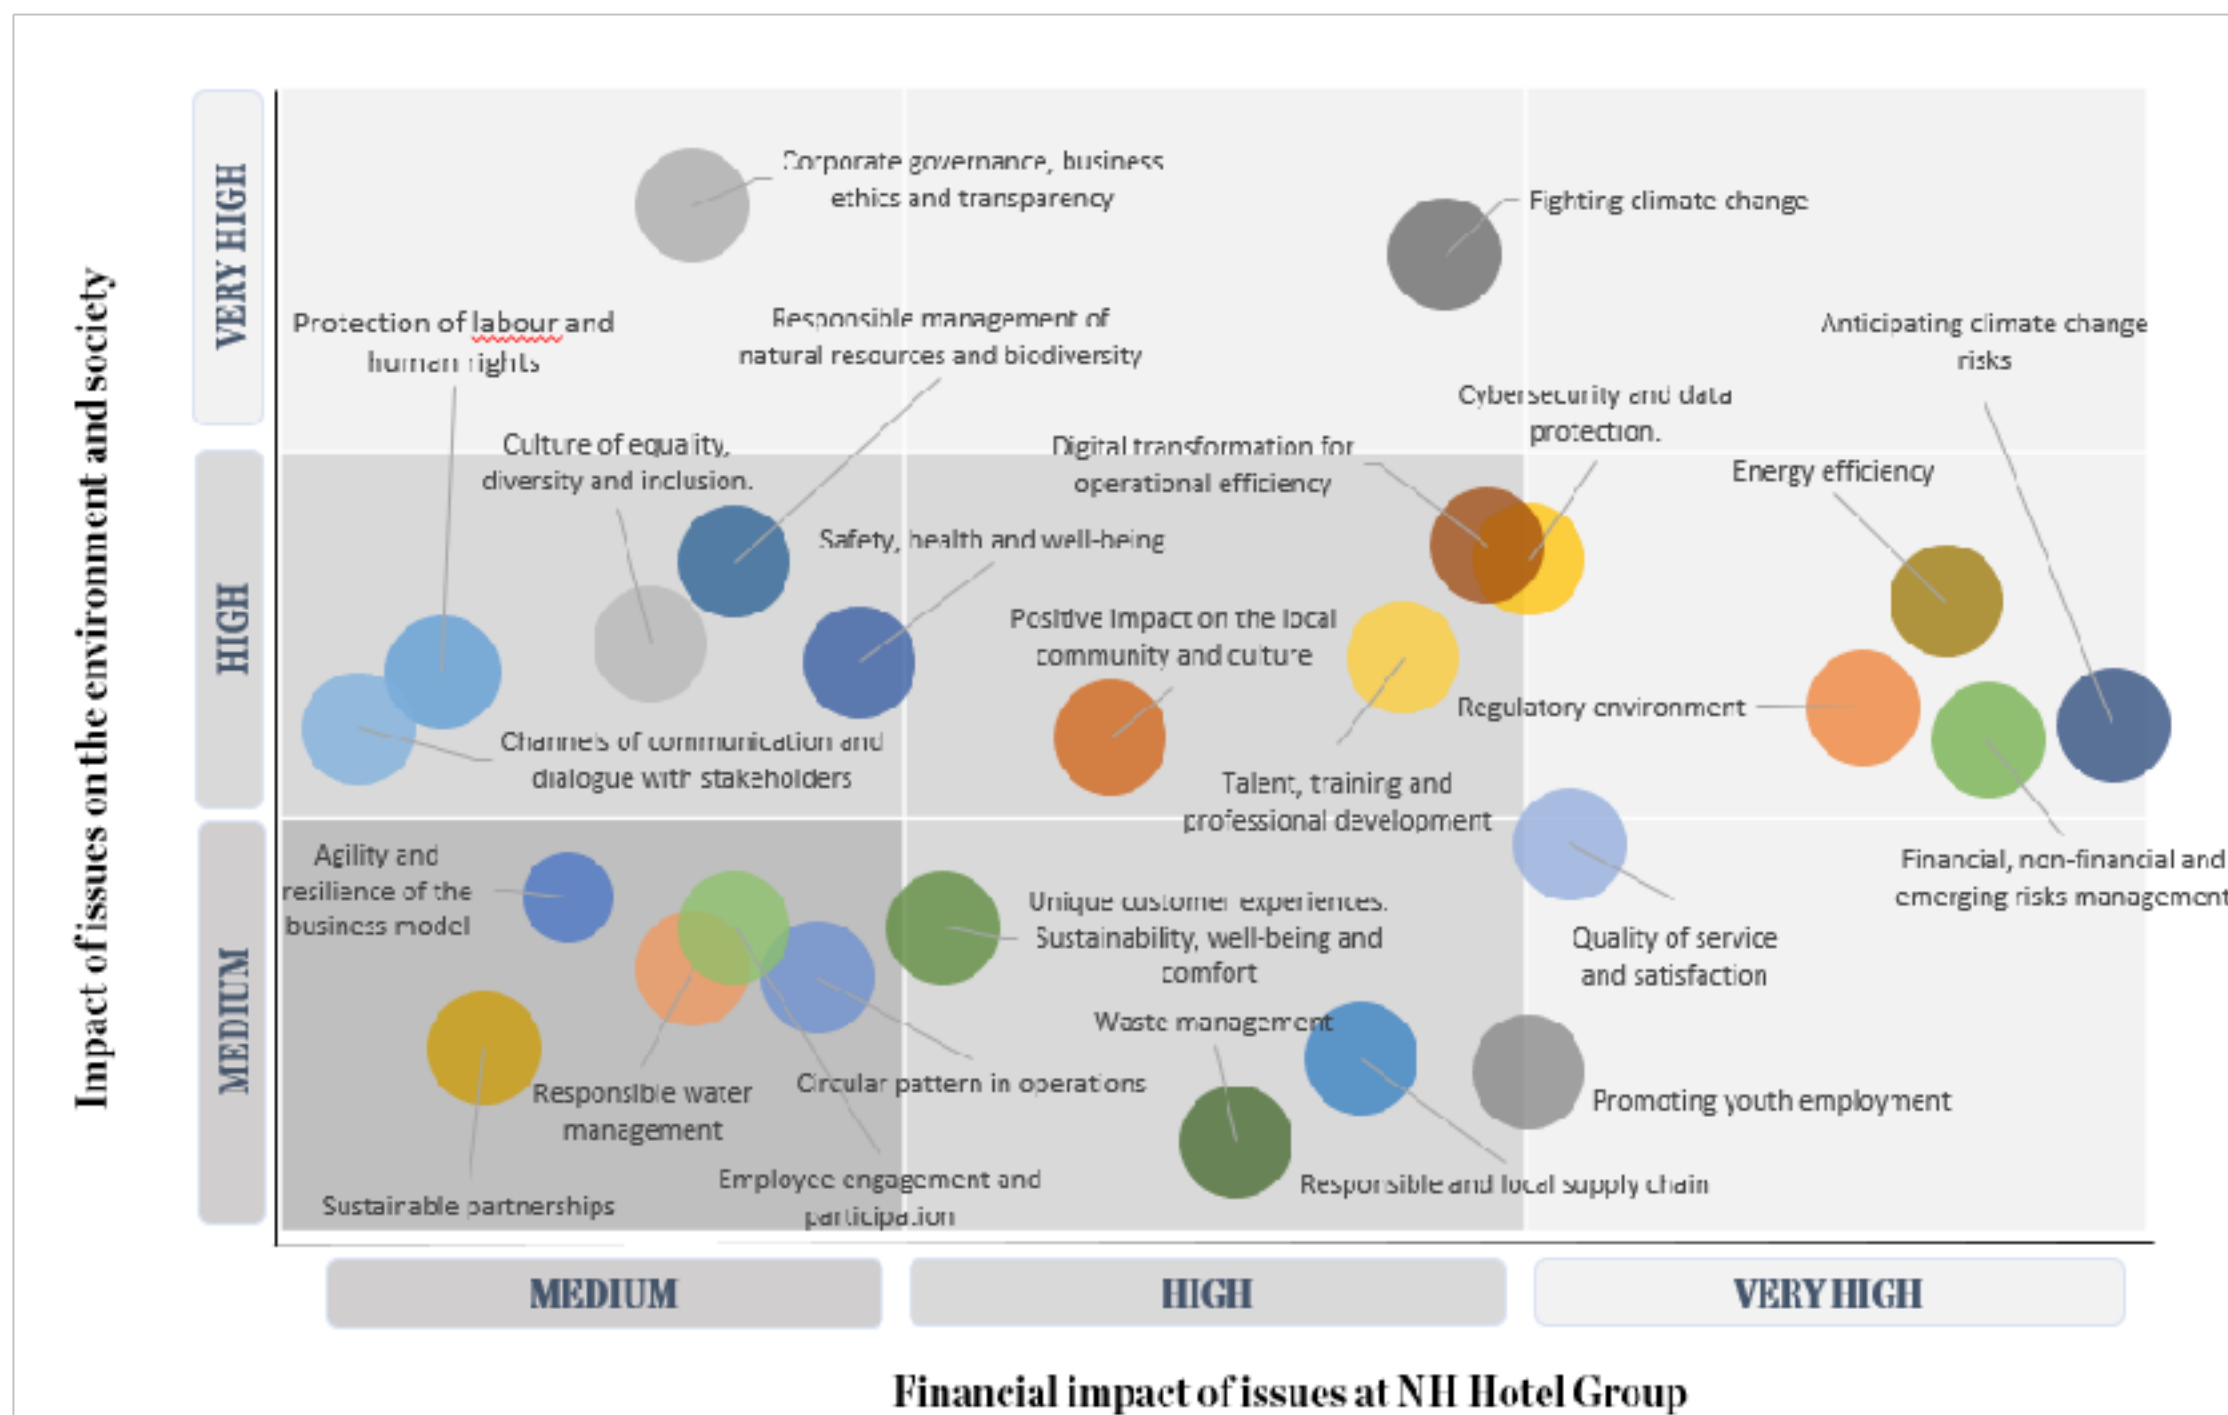 Impact of issues on the environment and society
VERY HIGH
HIGH
MEDIUM
Corporate governance, business
ethics and transparency
Fighting climate change
Protection of labour and
human rights
Responsible management of
natural resources and biodiversity
Anticipating climate change
risks
Cybersecurity and data
protection.
Culture of equality,
diversity and inclusion.
Digital transformation for
operational efficiency
Energy efficiency
Safety, health and well-being
Positive impact on the local
community and culture
Regulatory environment
Channels of communication and
dialogue with stakeholders
Talent, training and
professional development
Agility and
resilience of the
business model
Financial, non-financial and
emerging risks management
Unique customer experiences.
Sustainability, well-being and
comfort
Quality of service
and satisfaction
Waste management
Circular pattern in operations
Responsible water
management
Promoting youth employment
Employee engagement and
participation
Responsible and local supply chain
Sustainable partnerships
MEDIUM
HIGH
VERY HIGH
Financial impact of issues at NH Hotel Group